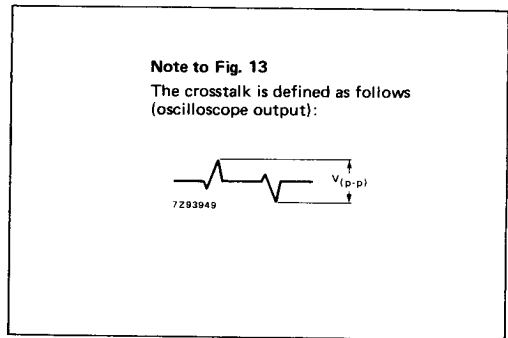 Note to Fig. 13
The crosstalk is defined as follows
(oscilloscope output):
V(p-p)
7Z93949